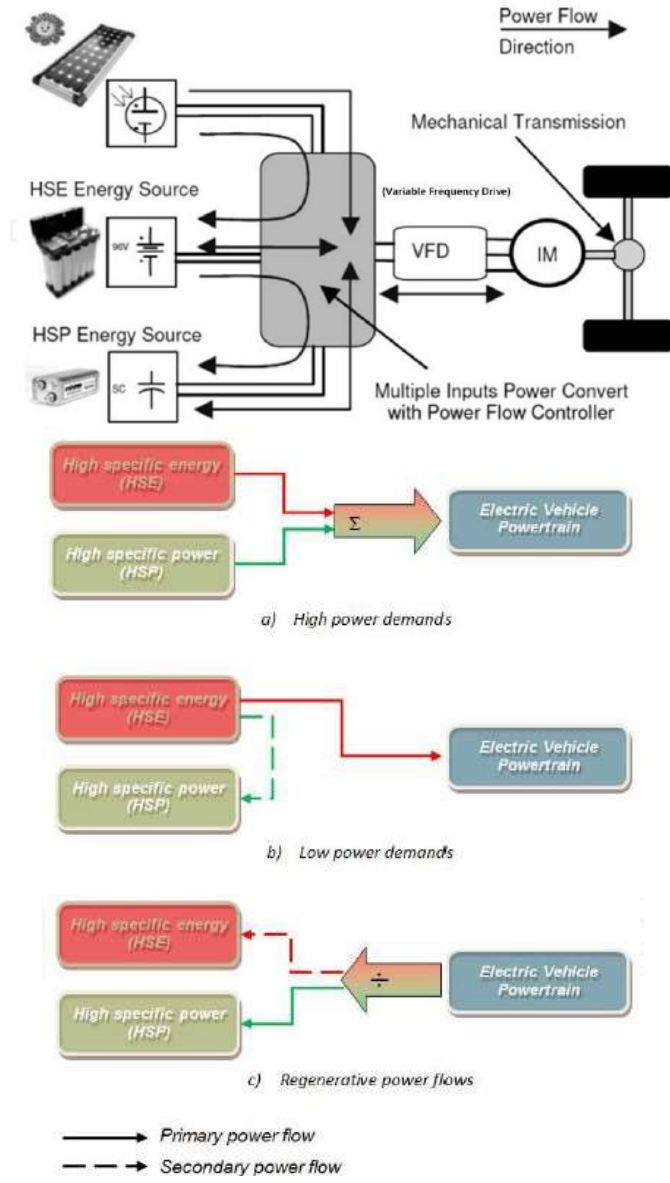 Power Flow
Direction
Mechanical Transmission
HSE Energy Source
(Variable Frequency Drive)
96V
VFD
IM
HSP Energy Source
SC
Multiple Inputs Power Convert
with Power Flow Controller
High specific energy
(HSE)
High specific power
(HSP)
Σ
Electric Vehicle
Powertrain
a) High power demands
High specific energy
(HSE)
High specific power
(HSP)
Electric Vehicle
Powertrain
b) Low power demands
High specific energy
(HSE)
High specific power
(HSP)
÷
Electric Vehicle
Powertrain
c) Regenerative power flows
Primary power flow
Secondary power flow